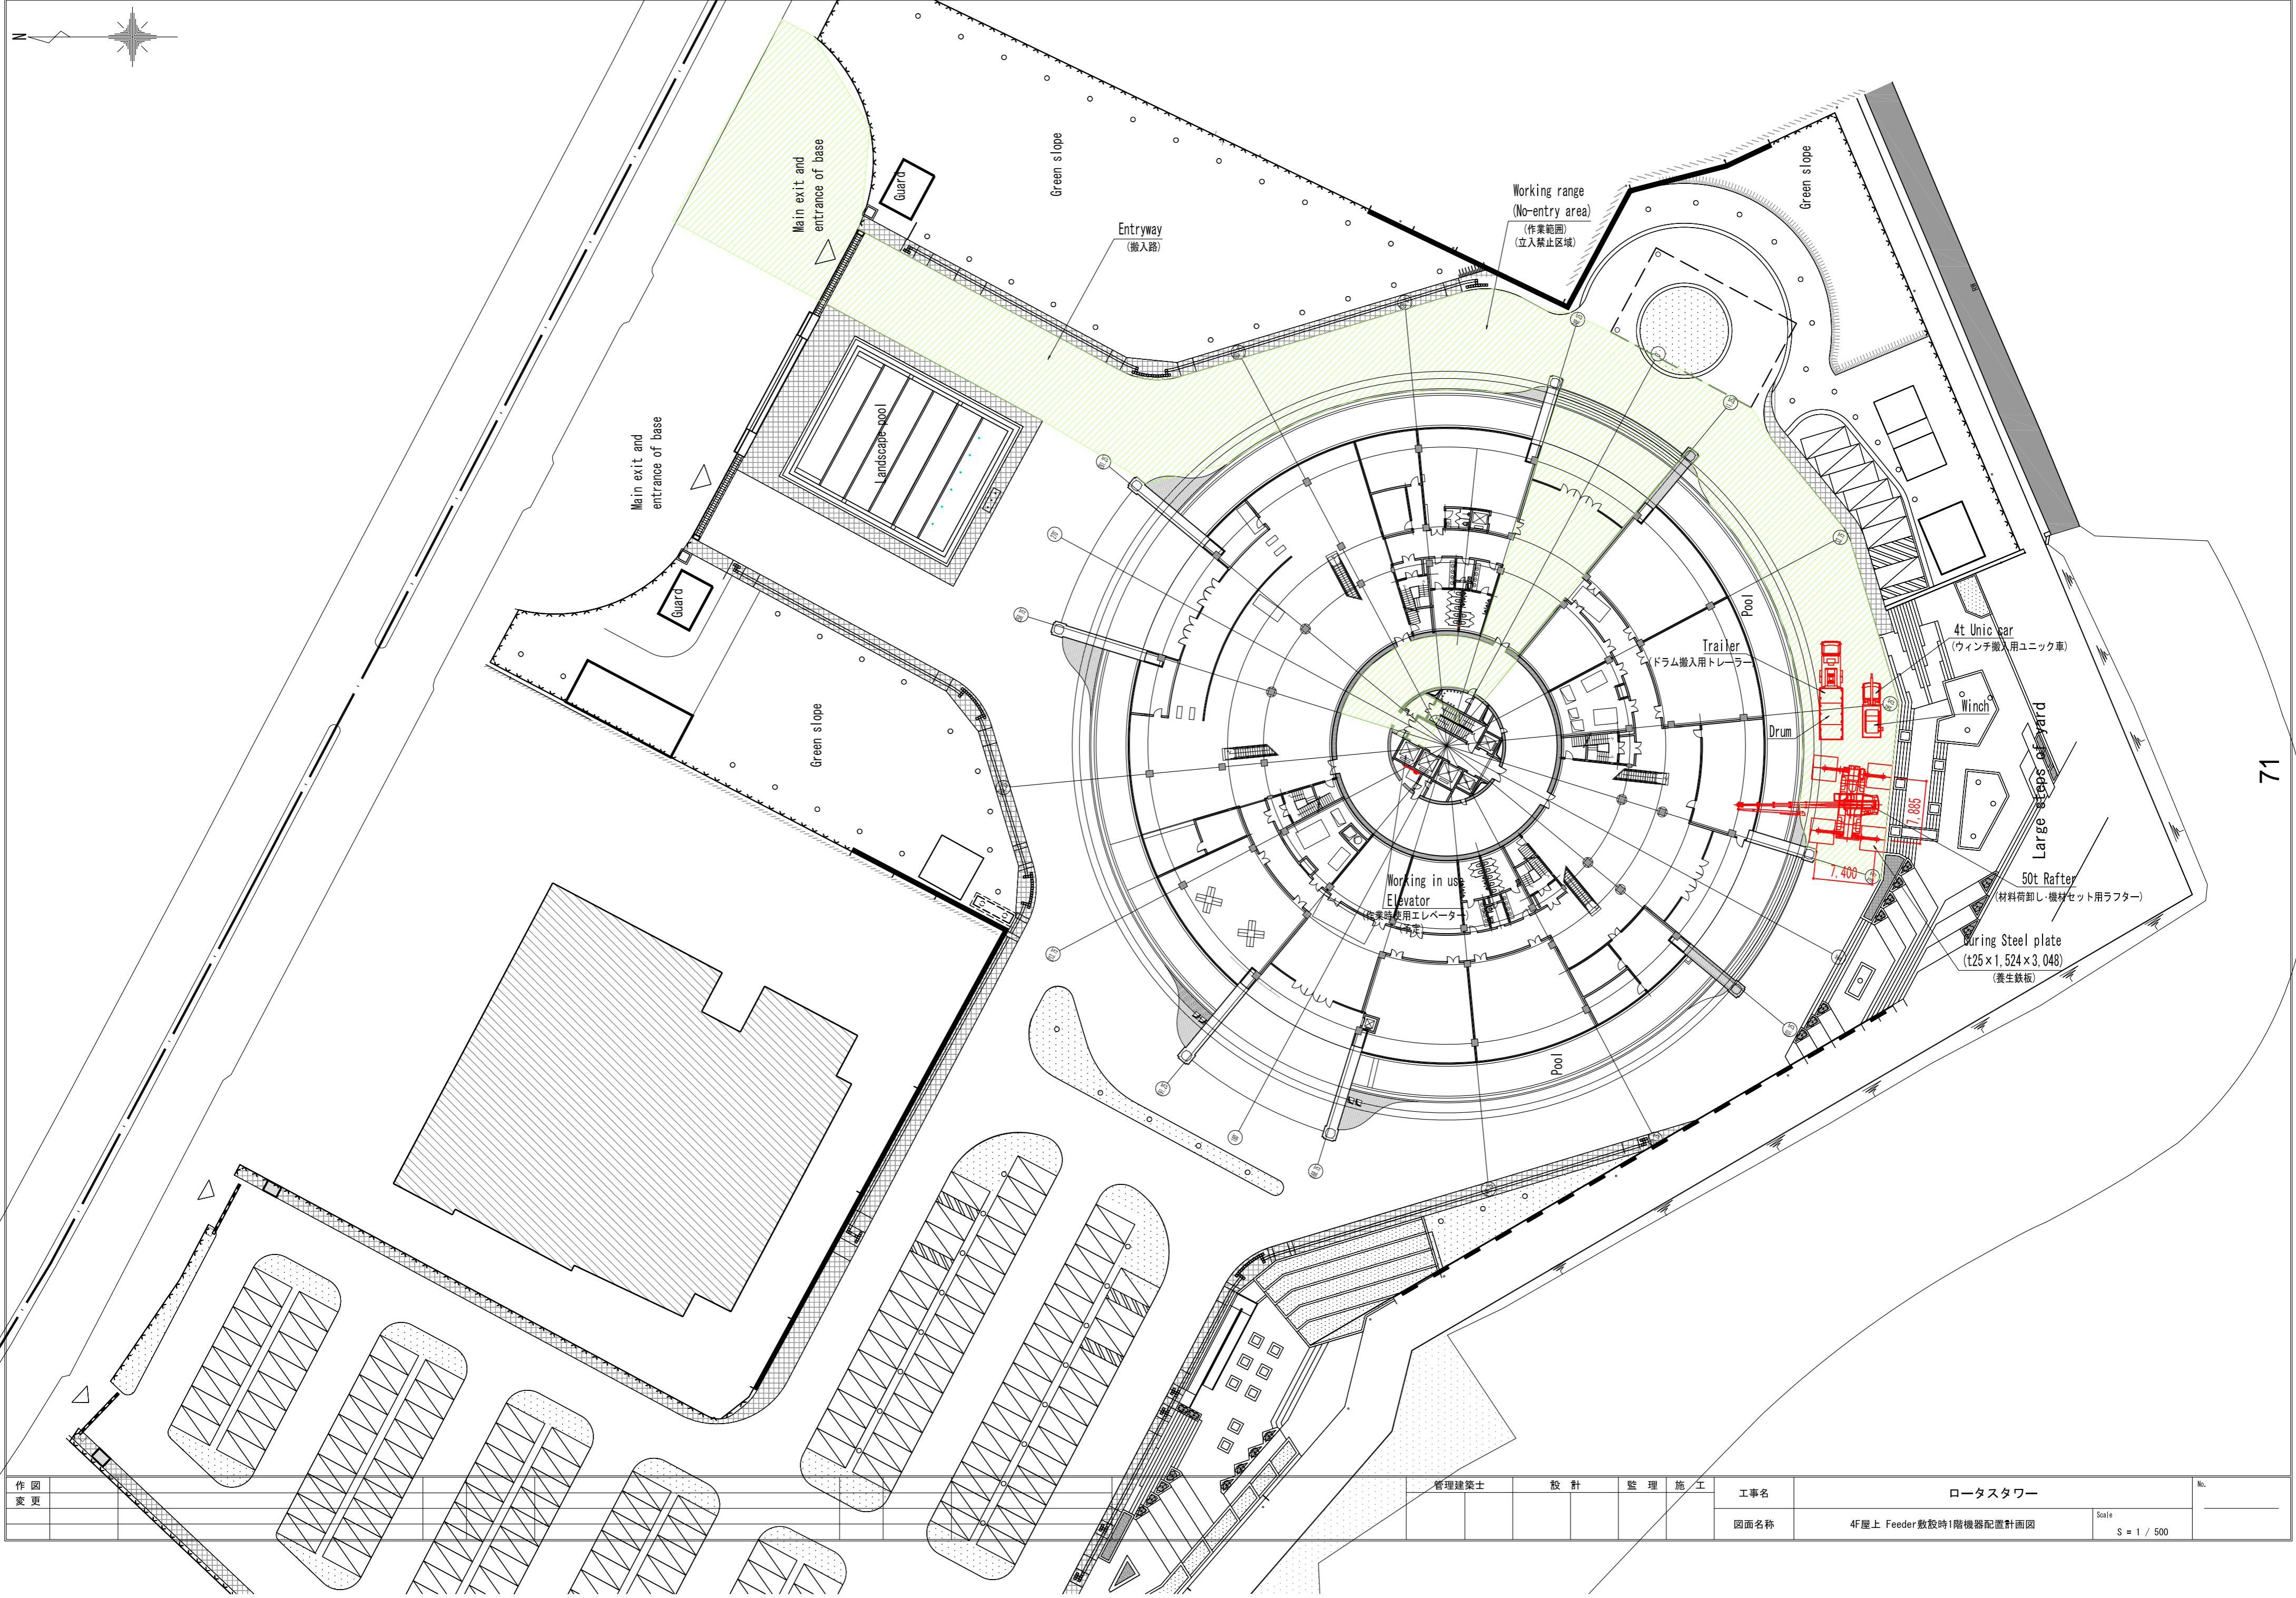 N
Main exit and
entrance of base
Guard
Green slope
Entryway
(搬入路)
Working range
(No-entry area)
(作業範囲)
(立入禁止区域)
Green slope
Main exit and
entrance of base
Landscape pool
Guard
Green slope
Pool
Trailer
(ドラム搬入用トレーラー)
4t Unic car
(ウィンチ搬入用ユニック車)
Winch
Drum
Large steps of yard
7,885
7,400
50t Rafter
(材料荷卸し・機材セット用ラフター)
Curing Steel plate
(t25×1,524×3,048)
(養生鉄板)
Working in use
Elevator
(作業時使用エレベーター)
(予定)
Pool
71
作 図
変 更
管理建築士
設 計
監 理
施 工
工事名
ロータスタワー
図面名称
4F屋上 Feeder敷設時1階機器配置計画図
Scale
S = 1 / 500
No.